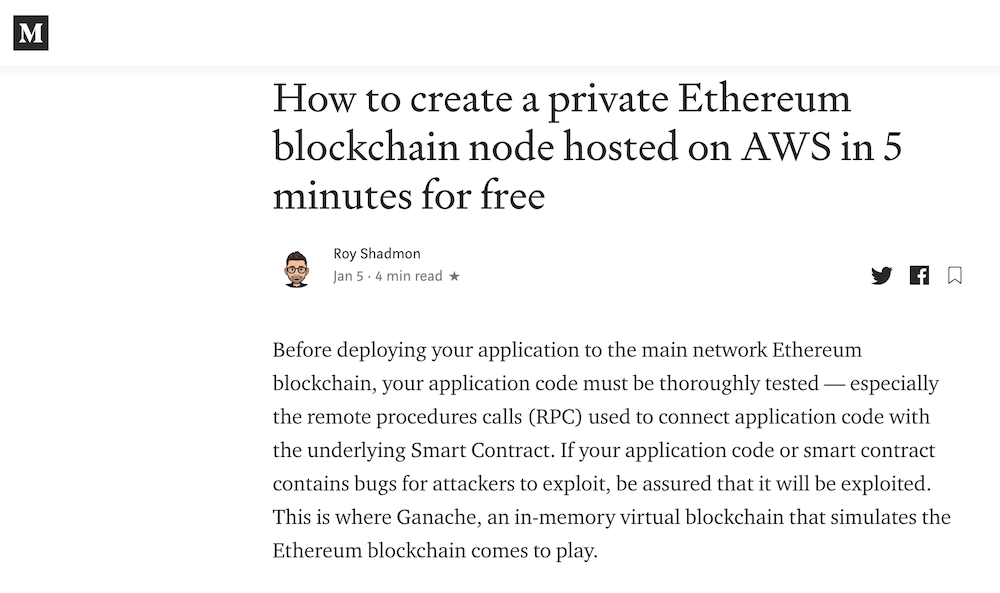 M
How to create a private Ethereum
blockchain node hosted on AWS in 5
minutes for free
Roy Shadmon
Jan 5 · 4 min read ★
Before deploying your application to the main network Ethereum
blockchain, your application code must be thoroughly tested — especially
the remote procedures calls (RPC) used to connect application code with
the underlying Smart Contract. If your application code or smart contract
contains bugs for attackers to exploit, be assured that it will be exploited.
This is where Ganache, an in-memory virtual blockchain that simulates the
Ethereum blockchain comes to play.